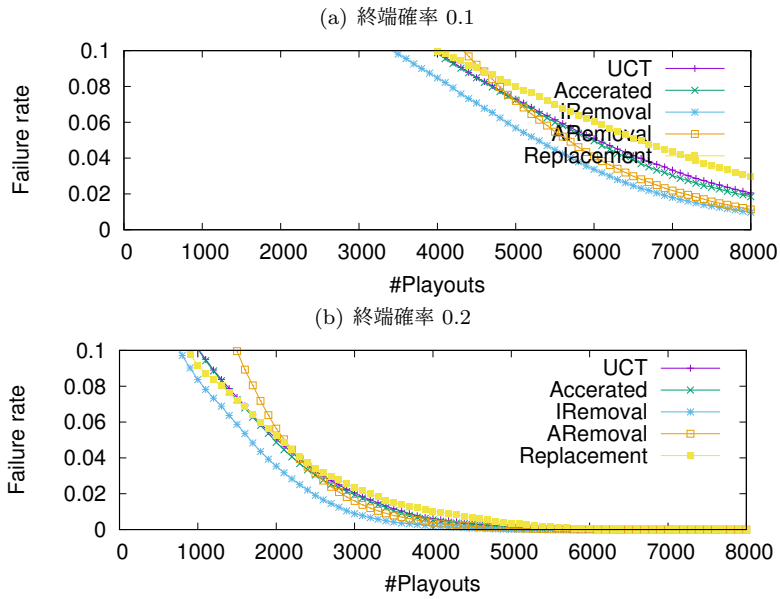 (a) 終端確率 0.1
0.1
0.08
0.06
0.04
0.02
0
Failure rate
UCT
Accerated
IRemoval
ARemoval
Replacement
0 1000 2000 3000 4000 5000 6000 7000 8000
#Playouts
(b) 終端確率 0.2
0.1
0.08
0.06
0.04
0.02
0
Failure rate
UCT
Accerated
IRemoval
ARemoval
Replacement
0 1000 2000 3000 4000 5000 6000 7000 8000
#Playouts